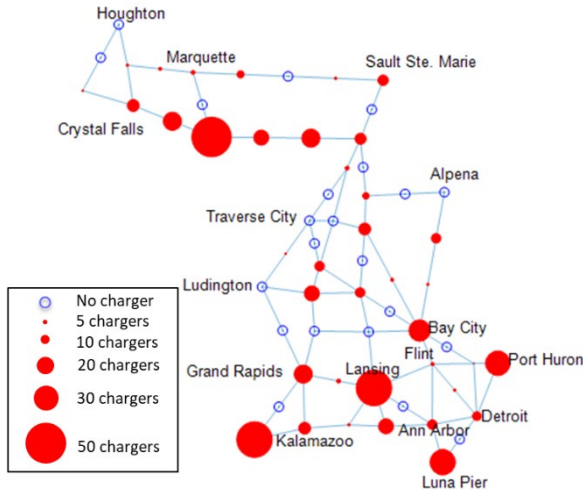 Houghton
Marquette
Sault Ste. Marie
Crystal Falls
Alpena
Traverse City
Ludington
Bay City
Flint
Port Huron
Grand Rapids
Lansing
Detroit
Kalamazoo
Ann Arbor
Luna Pier
No charger
5 chargers
10 chargers
20 chargers
30 chargers
50 chargers